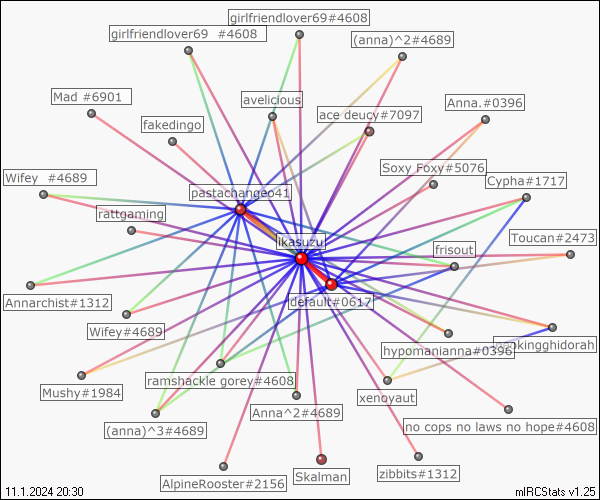 girlfriendlover69#4608
girlfriendlover69 #4608
(anna)^2#4689
Mad #6901
avelicious
Anna.#0396
ace deucy#7097
fakedingo
Soxy Foxy#5076
Wifey #4689
Cypha#1717
pastachangeo41
rattgaming
Toucan#2473
ikasuzu
frisout
Annarchist#1312
default#0617
Wifey#4689
kingghidorah
hypomanianna#0396
ramshackle gorey#4608
Mushy#1984
xenoyaut
Anna^2#4689
no cops no laws no hope#4608
(anna)^3#4689
Skalman
zibbits#1312
AlpineRooster#2156
11.1.2024 20:30
mIRCStats v1.25